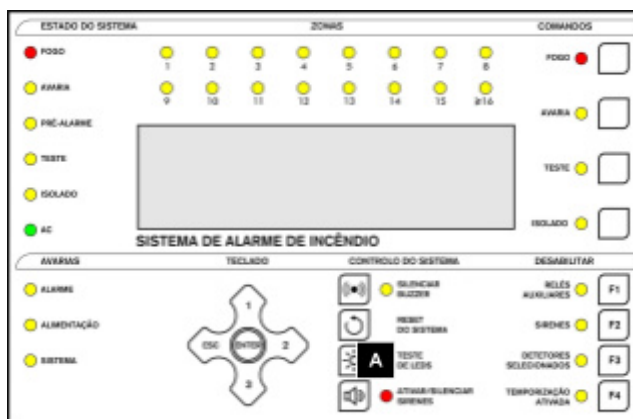 ESTADO DO SISTEMA ZONAS COMANDOS
FOGO
AVARIA
PRÉ-ALARME
TESTE
ISOLADO
AC
1 2 3 4 5 6 7 8
9 10 11 12 13 14 15 ≥16
FOGO
AVARIA
TESTE
ISOLADO
SISTEMA DE ALARME DE INCÊNDIO
AVARIAS TECLADO CONTROLO DO SISTEMA DESABILITAR
ALARME
ALIMENTAÇÃO
SISTEMA
1
ESC ENTER 2
3
SILENCIAR
BUZZER
RESET
DO SISTEMA
A TESTE
DE LEDS
ATIVAR/SILENCIAR
SIRENES
RELÉS
AUXILIARES F1
SIRENES F2
DETETORES
SELECIONADOS F3
TEMPORIZAÇÃO
ATIVADA F4